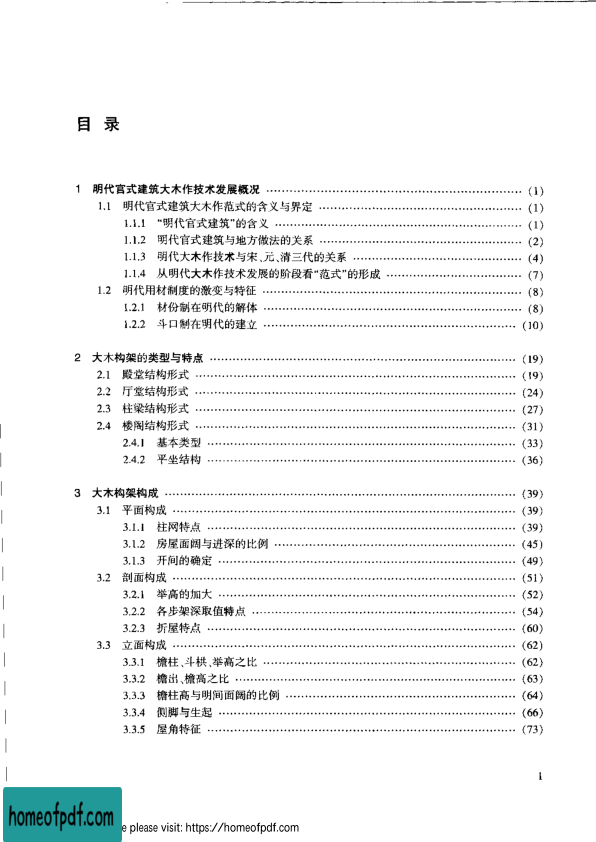 目 录
1 明代官式建筑大木作技术发展概况 (1)
1.1 明代官式建筑大木作范式的含义与界定 (1)
1.1.1 “明代官式建筑”的含义 (1)
1.1.2 明代官式建筑与地方做法的关系 (2)
1.1.3 明代大木作技术与宋、元、清三代的关系 (4)
1.1.4 从明代大木作技术发展的阶段看“范式”的形成 (7)
1.2 明代用材制度的激变与特征 (8)
1.2.1 材份制在明代的解体 (8)
1.2.2 斗口制在明代的建立 (10)
2 大木构架的类型与特点 (19)
2.1 殿堂结构形式 (19)
2.2 厅堂结构形式 (24)
2.3 柱梁结构形式 (27)
2.4 楼阁结构形式 (31)
2.4.1 基本类型 (33)
2.4.2 平坐结构 (36)
3 大木构架构成 (39)
3.1 平面构成 (39)
3.1.1 柱网特点 (39)
3.1.2 房屋面阔与进深的比例 (45)
3.1.3 开间的确定 (49)
3.2 剖面构成 (51)
3.2.1 举高的加大 (52)
3.2.2 各步架深取值特点 (54)
3.2.3 折屋特点 (60)
3.3 立面构成 (62)
3.3.1 檐柱、斗栱、举高之比 (62)
3.3.2 檐出、檐高之比 (63)
3.3.3 檐柱高与明间面阔的比例 (64)
3.3.4 侧脚与生起 (66)
3.3.5 屋角特征 (73)
1
homeofpdf.com
e please visit: https://homeofpdf.com